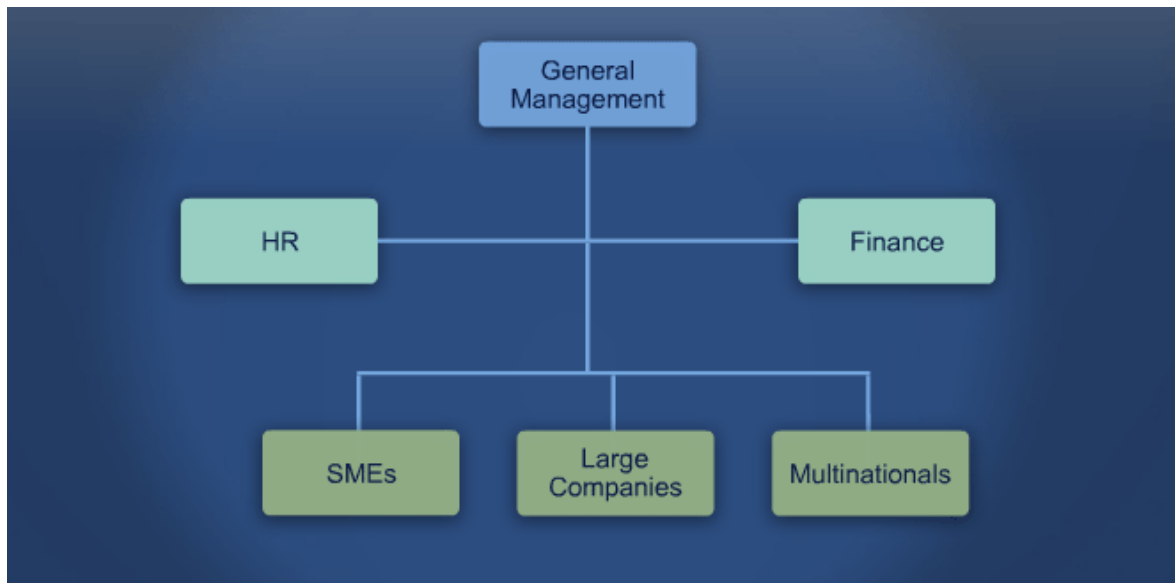 General
Management
HR
Finance
SMEs
Large
Companies
Multinationals